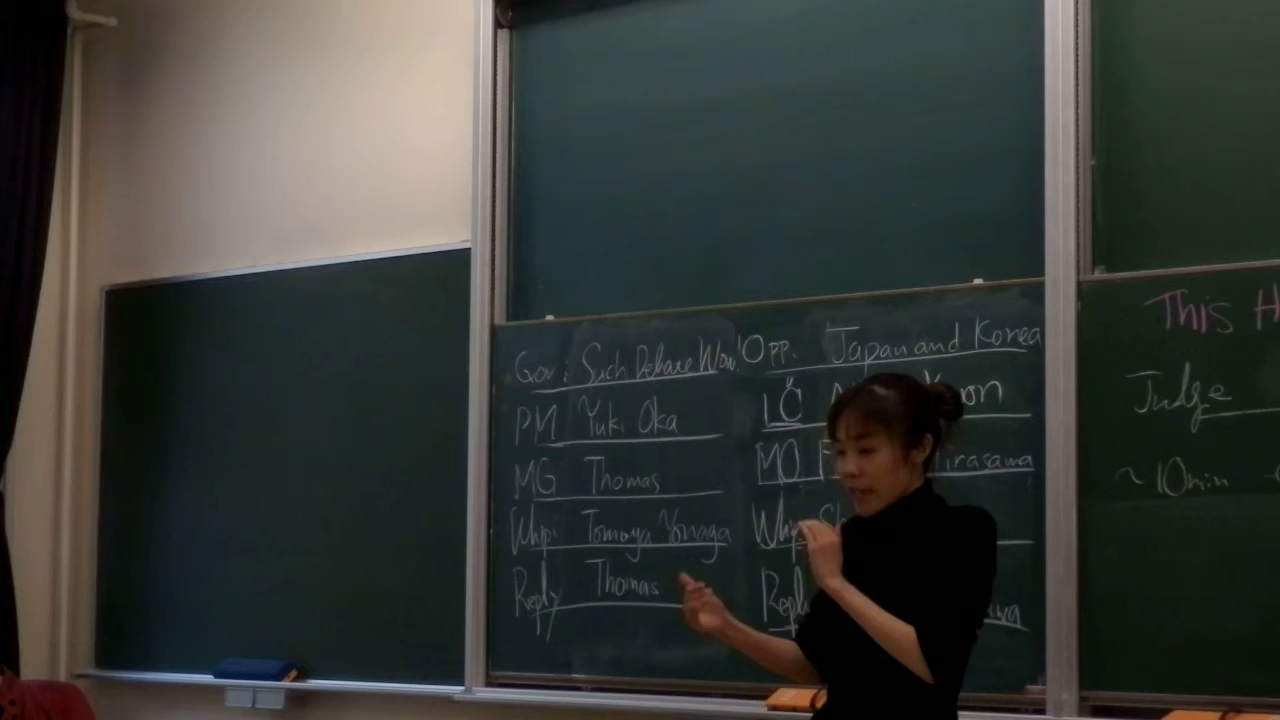 Gov: Such Debate Wow!
PM Yuki Oka
MG Thomas
Whip Tomoya Yonaga
Reply Thomas
Opp. Japan and Korea
LO
MO Hirasawa
Whip
Reply
This
Judge
~10min